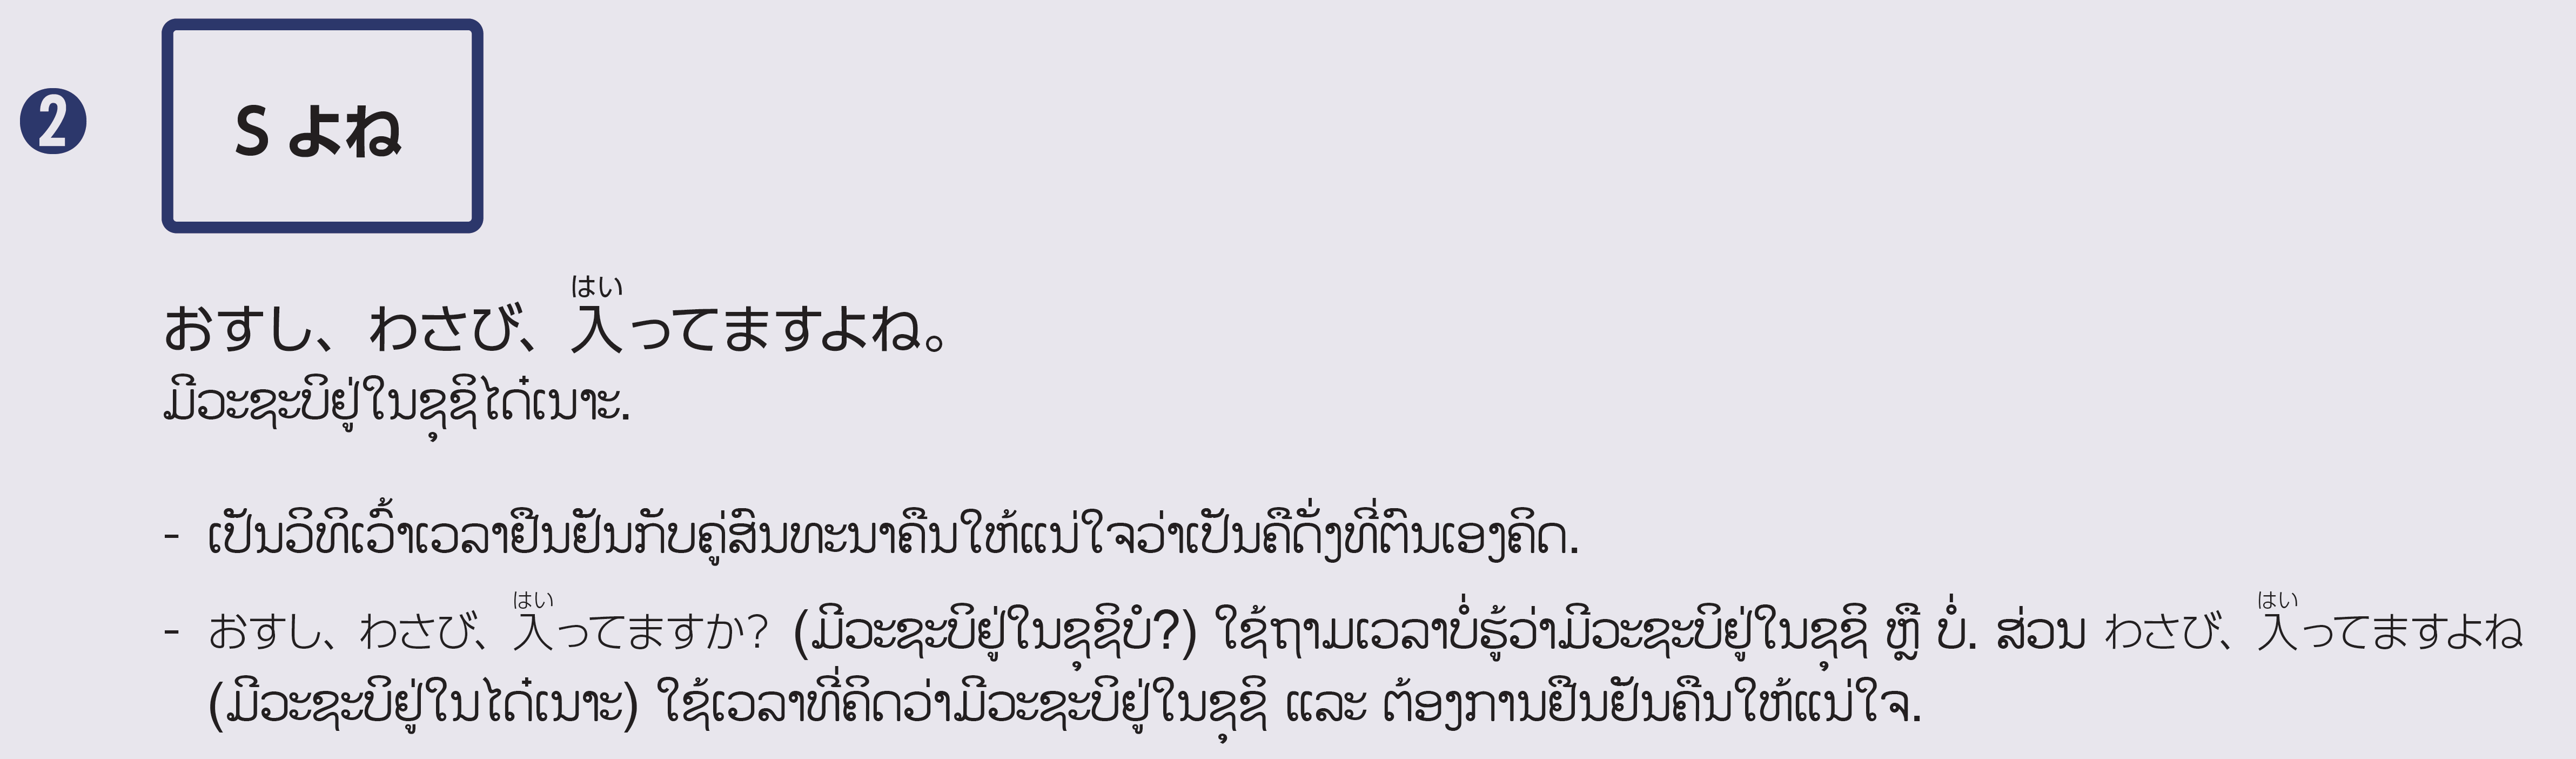 2
S よね
はい
おすし、わさび、入ってますよね。
ມີວະຊະບິຢູ່ໃນຊຸຊິໄດ໋ເນາະ.
- ເປັນວິທີເວົ້າເວລາຢືນຢັນກັບຄູ່ສົນທະນາຄືນໃຫ້ແນ່ໃຈວ່າເປັນຄືດັ່ງທີ່ຕົນເອງຄິດ.
はい はい
- おすし、わさび、入ってますか? (ມີວະຊະບິຢູ່ໃນຊຸຊິບໍ?) ໃຊ້ຖາມເວລາບໍ່ຮູ້ວ່າມີວະຊະບິຢູ່ໃນຊຸຊິ ຫຼື ບໍ່. ສ່ວນ わさび、入ってますよね
(ມີວະຊະບິຢູ່ໃນໄດ໋ເນາະ) ໃຊ້ເວລາທີ່ຄິດວ່າມີວະຊະບິຢູ່ໃນຊຸຊິ ແລະ ຕ້ອງການຢືນຢັນຄືນໃຫ້ແນ່ໃຈ.